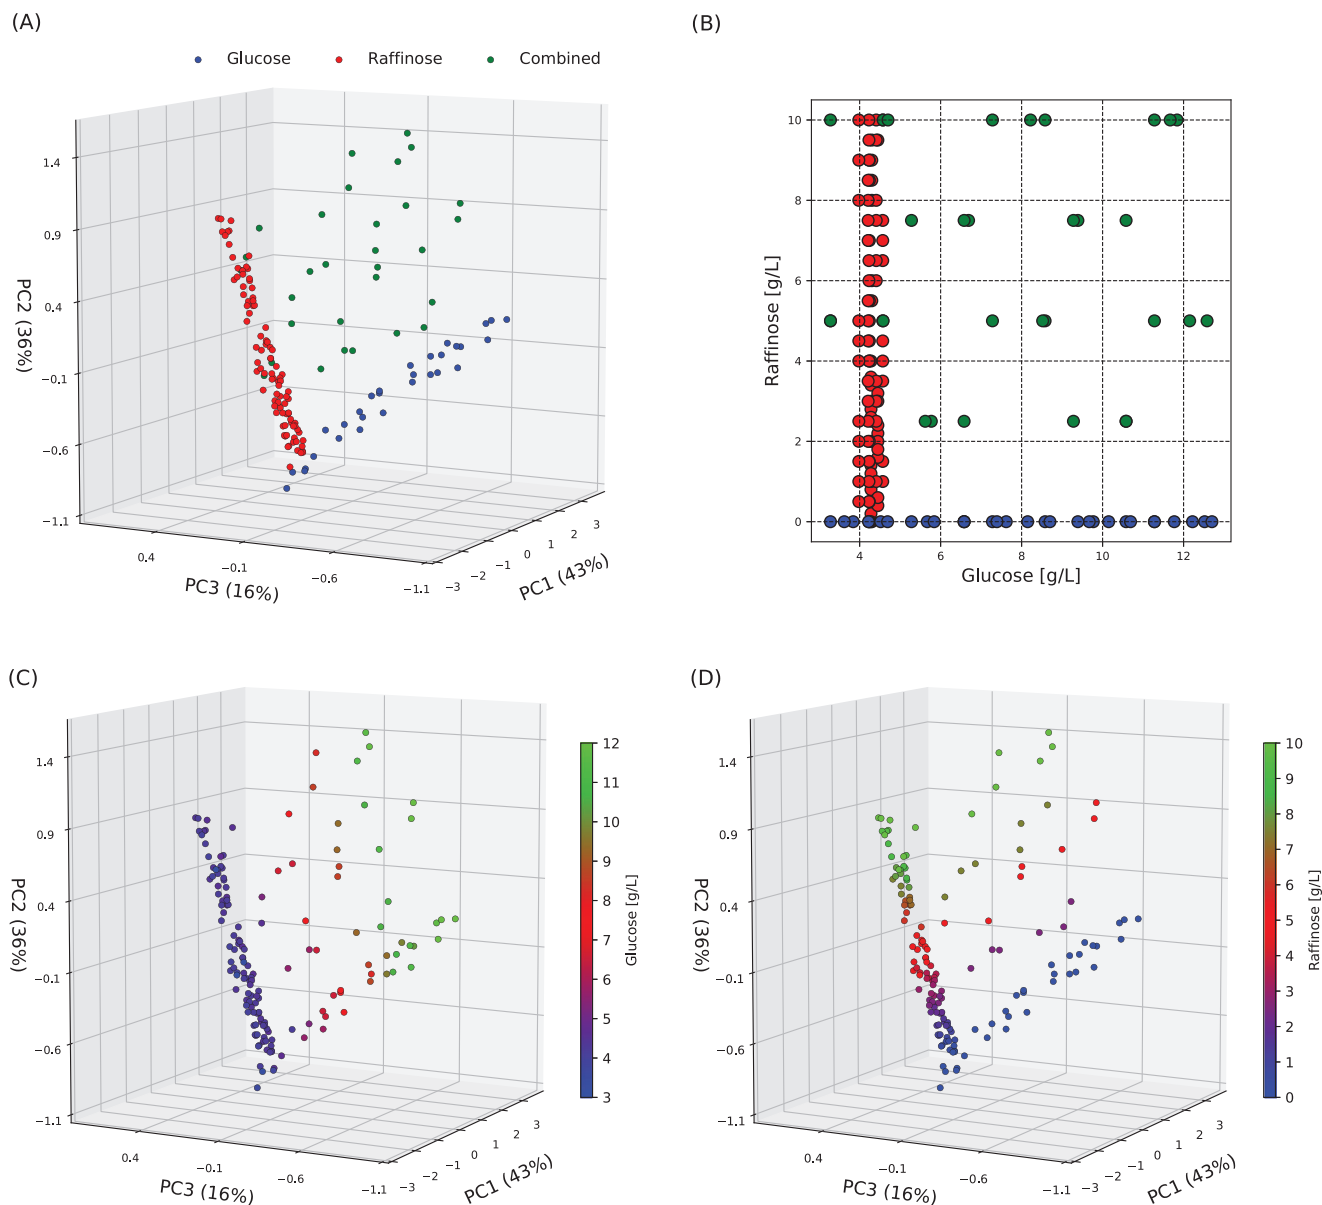 (A)
Glucose Raffinose Combined
1.4
0.9
0.4
−0.1
−0.6
−1.1
PC2 (36%)
0.4 −0.1 −0.6 −1.1
PC3 (16%)
−3 −2 −1 0 1 2 3
PC1 (43%)
(B)
10
8
6
4
2
0
Raffinose [g/L]
4 6 8 10 12
Glucose [g/L]
(C)
1.4
0.9
0.4
−0.1
−0.6
−1.1
PC2 (36%)
0.4 −0.1 −0.6 −1.1
PC3 (16%)
−3 −2 −1 0 1 2 3
PC1 (43%)
12
11
10
9
8
7
6
5
4
3
Glucose [g/L]
(D)
1.4
0.9
0.4
−0.1
−0.6
−1.1
PC2 (36%)
0.4 −0.1 −0.6 −1.1
PC3 (16%)
−3 −2 −1 0 1 2 3
PC1 (43%)
10
9
8
7
6
5
4
3
2
1
0
Raffinose [g/L]